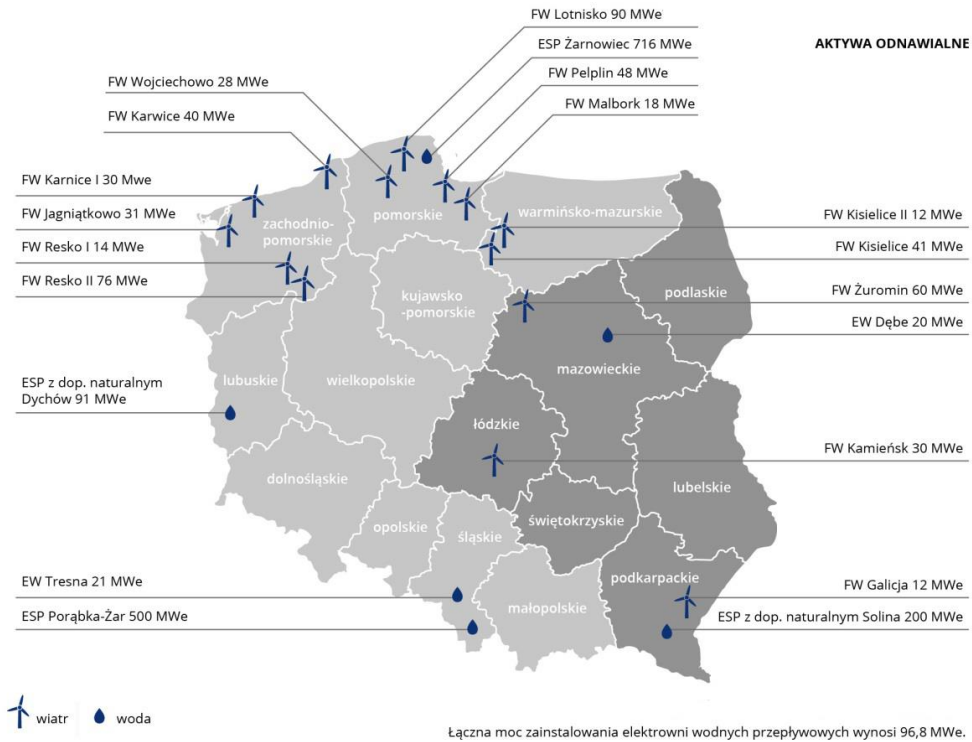 FW Lotnisko 90 MWe
ESP Żarnowiec 716 MWe
AKTYWA ODNAWIALNE
FW Wojciechowo 28 MWe
FW Pelplin 48 MWe
FW Malbork 18 MWe
FW Karwice 40 MWe
FW Karnice I 30 Mwe
FW Jagniątkowo 31 MWe
FW Resko I 14 MWe
FW Resko II 76 MWe
zachodnio-
pomorskie
pomorskie
warmińsko-mazurskie
FW Kisielice II 12 MWe
FW Kisielice 41 MWe
kujawsko
-pomorskie
podlaskie
FW Żuromin 60 MWe
EW Dębe 20 MWe
mazowieckie
ESP z dop. naturalnym
Dychów 91 MWe
lubuskie
wielkopolskie
łódzkie
FW Kamieńsk 30 MWe
dolnośląskie
lubelskie
opolskie
śląskie
świętokrzyskie
EW Tresna 21 MWe
ESP Porąbka-Żar 500 MWe
małopolskie
podkarpackie
FW Galicja 12 MWe
ESP z dop. naturalnym Solina 200 MWe
wiatr
woda
Łączna moc zainstalowania elektrowni wodnych przepływowych wynosi 96,8 MWe.